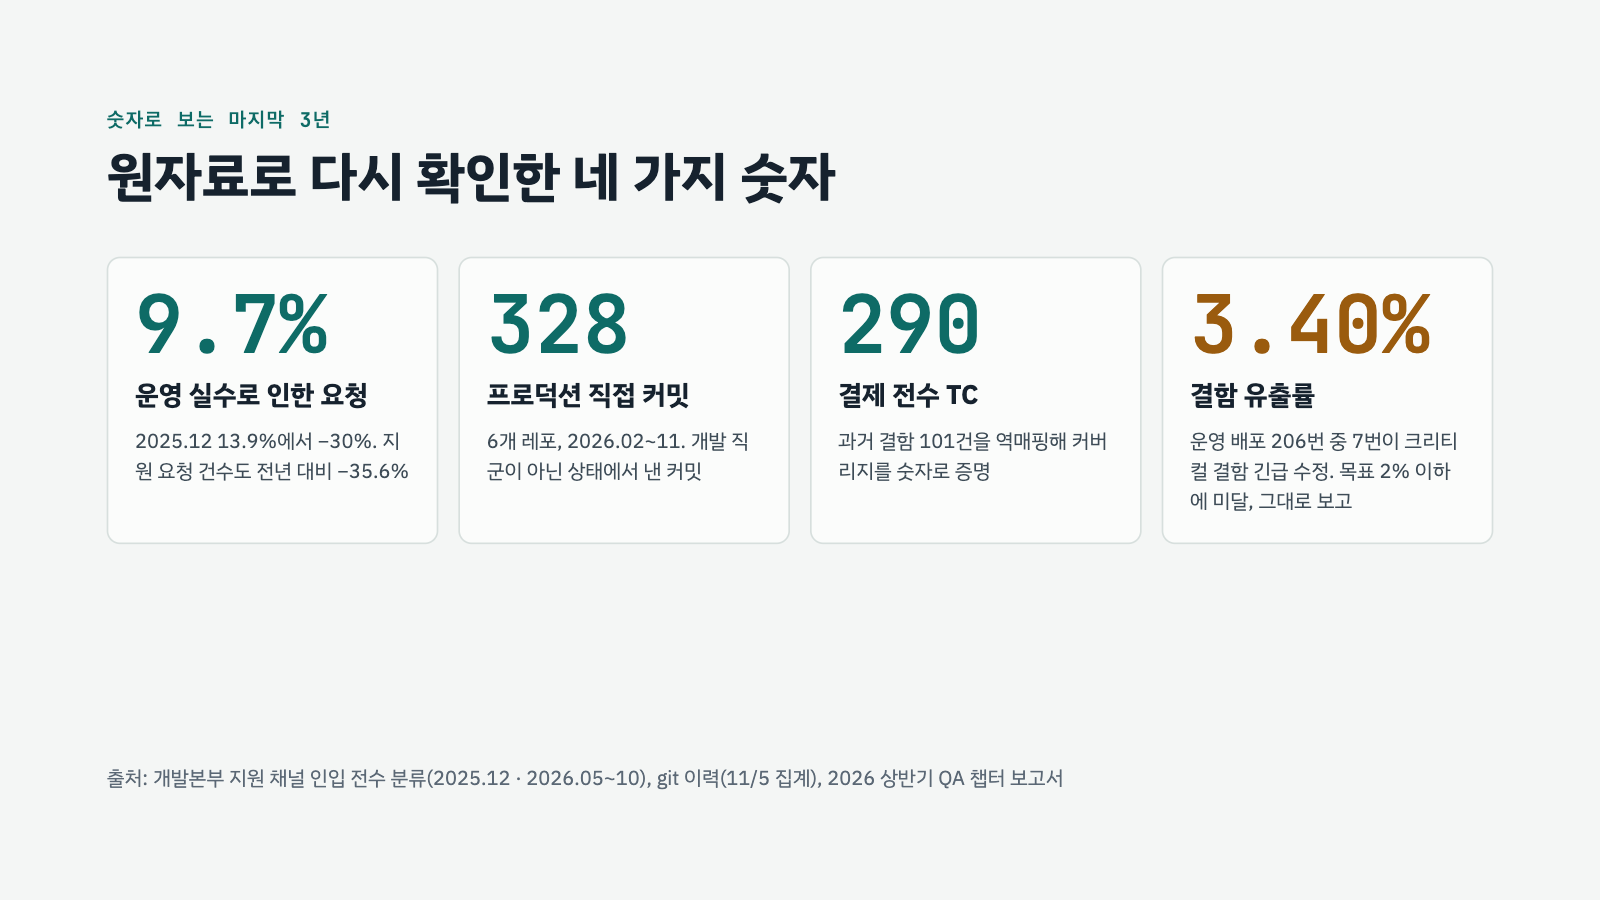 숫자로 보는 마지막 3년
원자료로 다시 확인한 네 가지 숫자
9.7%
운영 실수로 인한 요청
2025.12 13.9%에서 −30%. 지
원 요청 건수도 전년 대비 −35.6%
328
프로덕션 직접 커밋
6개 레포, 2026.02~11. 개발 직
군이 아닌 상태에서 낸 커밋
290
결제 전수 TC
과거 결함 101건을 역매핑해 커버
리지를 숫자로 증명
3.40%
결함 유출률
운영 배포 206번 중 7번이 크리티
컬 결함 긴급 수정. 목표 2% 이하
에 미달, 그대로 보고
출처: 개발본부 지원 채널 인입 전수 분류(2025.12 · 2026.05~10), git 이력(11/5 집계), 2026 상반기 QA 챕터 보고서